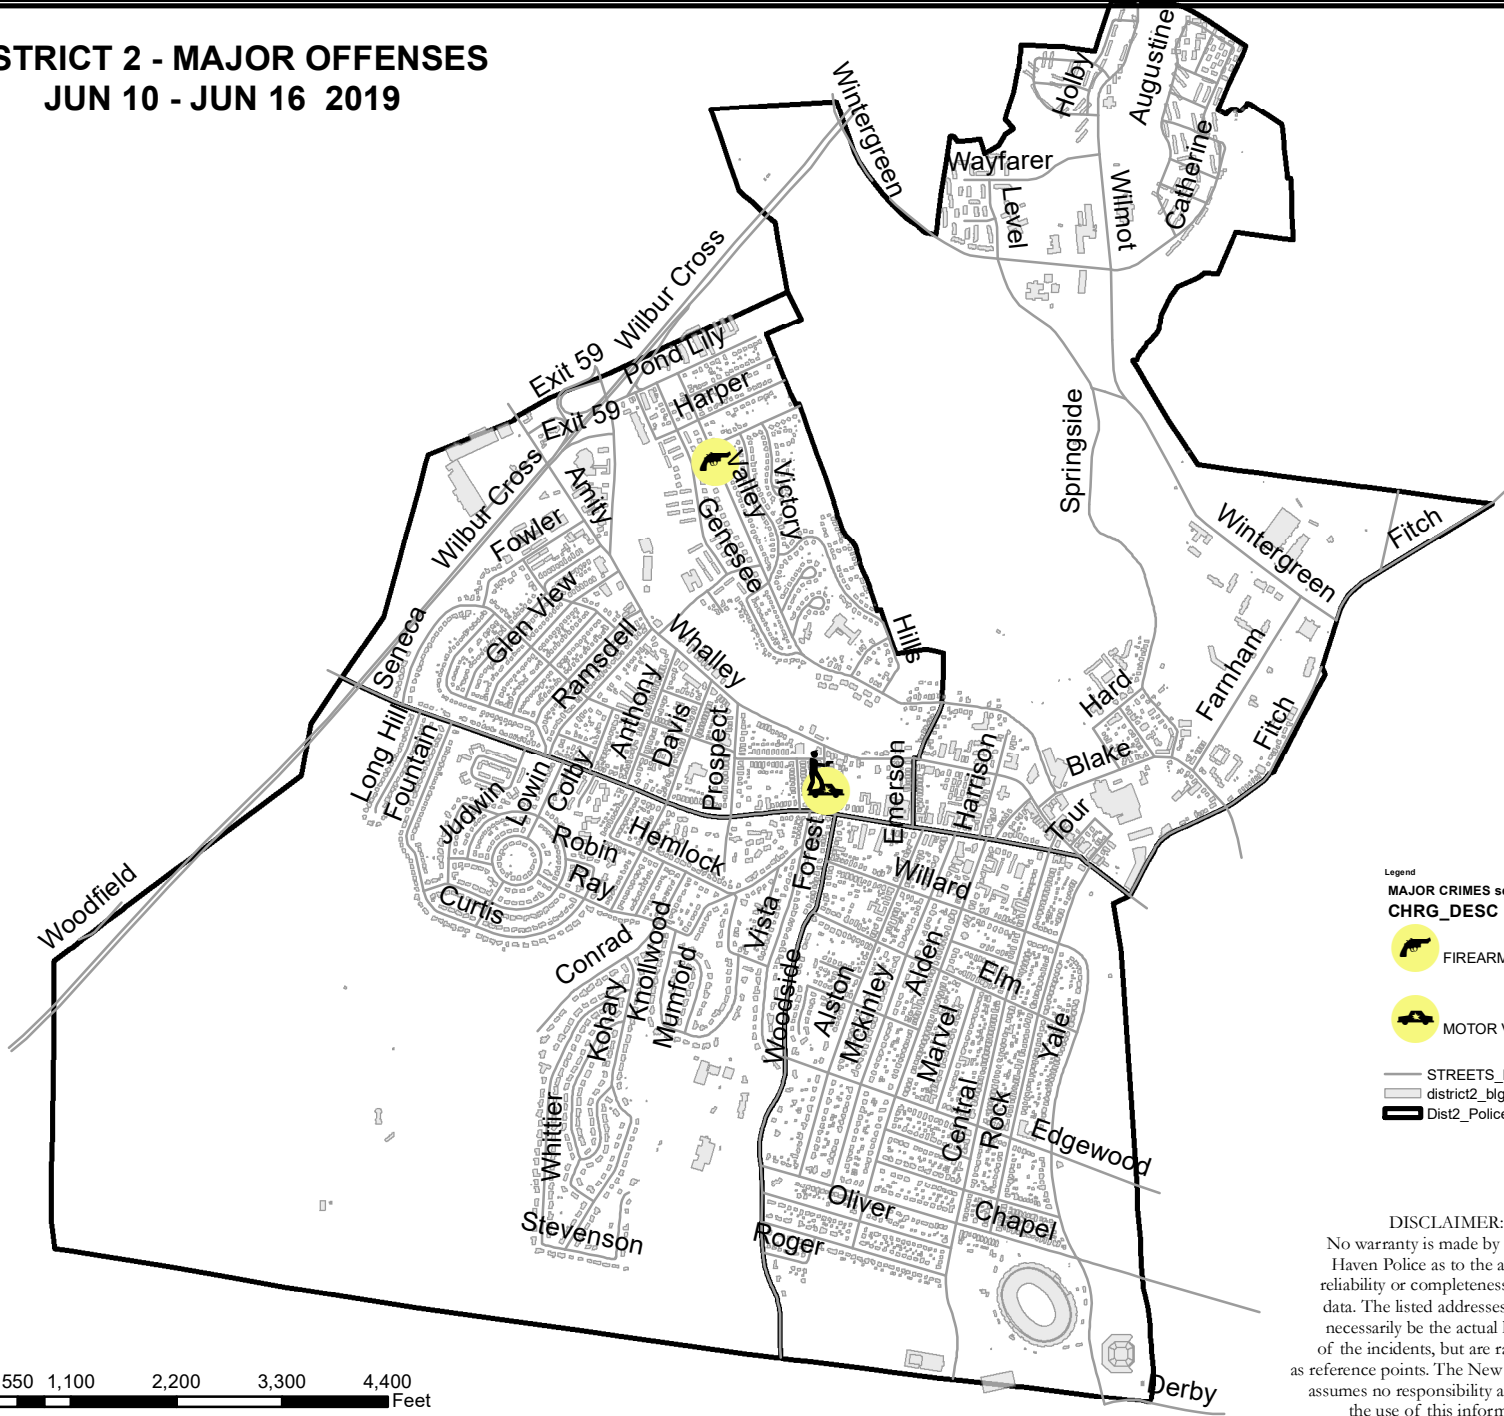 STRICT 2 - MAJOR OFFENSES
JUN 10 - JUN 16 2019
Augustine
Holby
Wintergreen
Catherine
Wayfarer
Level
Wilmot
Wilbur Cross
Exit 59
Pond Lily
Harper
Exit 59
Springside
Wilbur Cross
Amity
Valley
Victory
Genesee
Fowler
Wintergreen
Fitch
Glen View
Seneca
Ramsdell
Whalley
Hills
Farnham
Hard
Anthony
Davis
Prospect
Fitch
Long Hill
Fountain
Blake
Emerson
Harrison
Judwin
Lowin
Colby
Tour
Robin
Hemlock
Forest
Willard
Ray
Curtis
Woodfield
Vista
Conrad
Knollwood
Mumford
Kohary
Woodside
Alston
Mckinley
Alden
Elm
Marvel
Yale
Whittier
Central
Rock
Edgewood
Oliver
Chapel
Stevenson
Roger
Derby
Legend
MAJOR CRIMES se
CHRG_DESC
FIREARM
MOTOR V
STREETS_
district2_blg
Dist2_Police
DISCLAIMER:
No warranty is made by
Haven Police as to the a
reliability or completeness
data. The listed addresses
necessarily be the actual
of the incidents, but are ra
as reference points. The New
assumes no responsibility a
the use of this inform
550 1,100 2,200 3,300 4,400
Feet